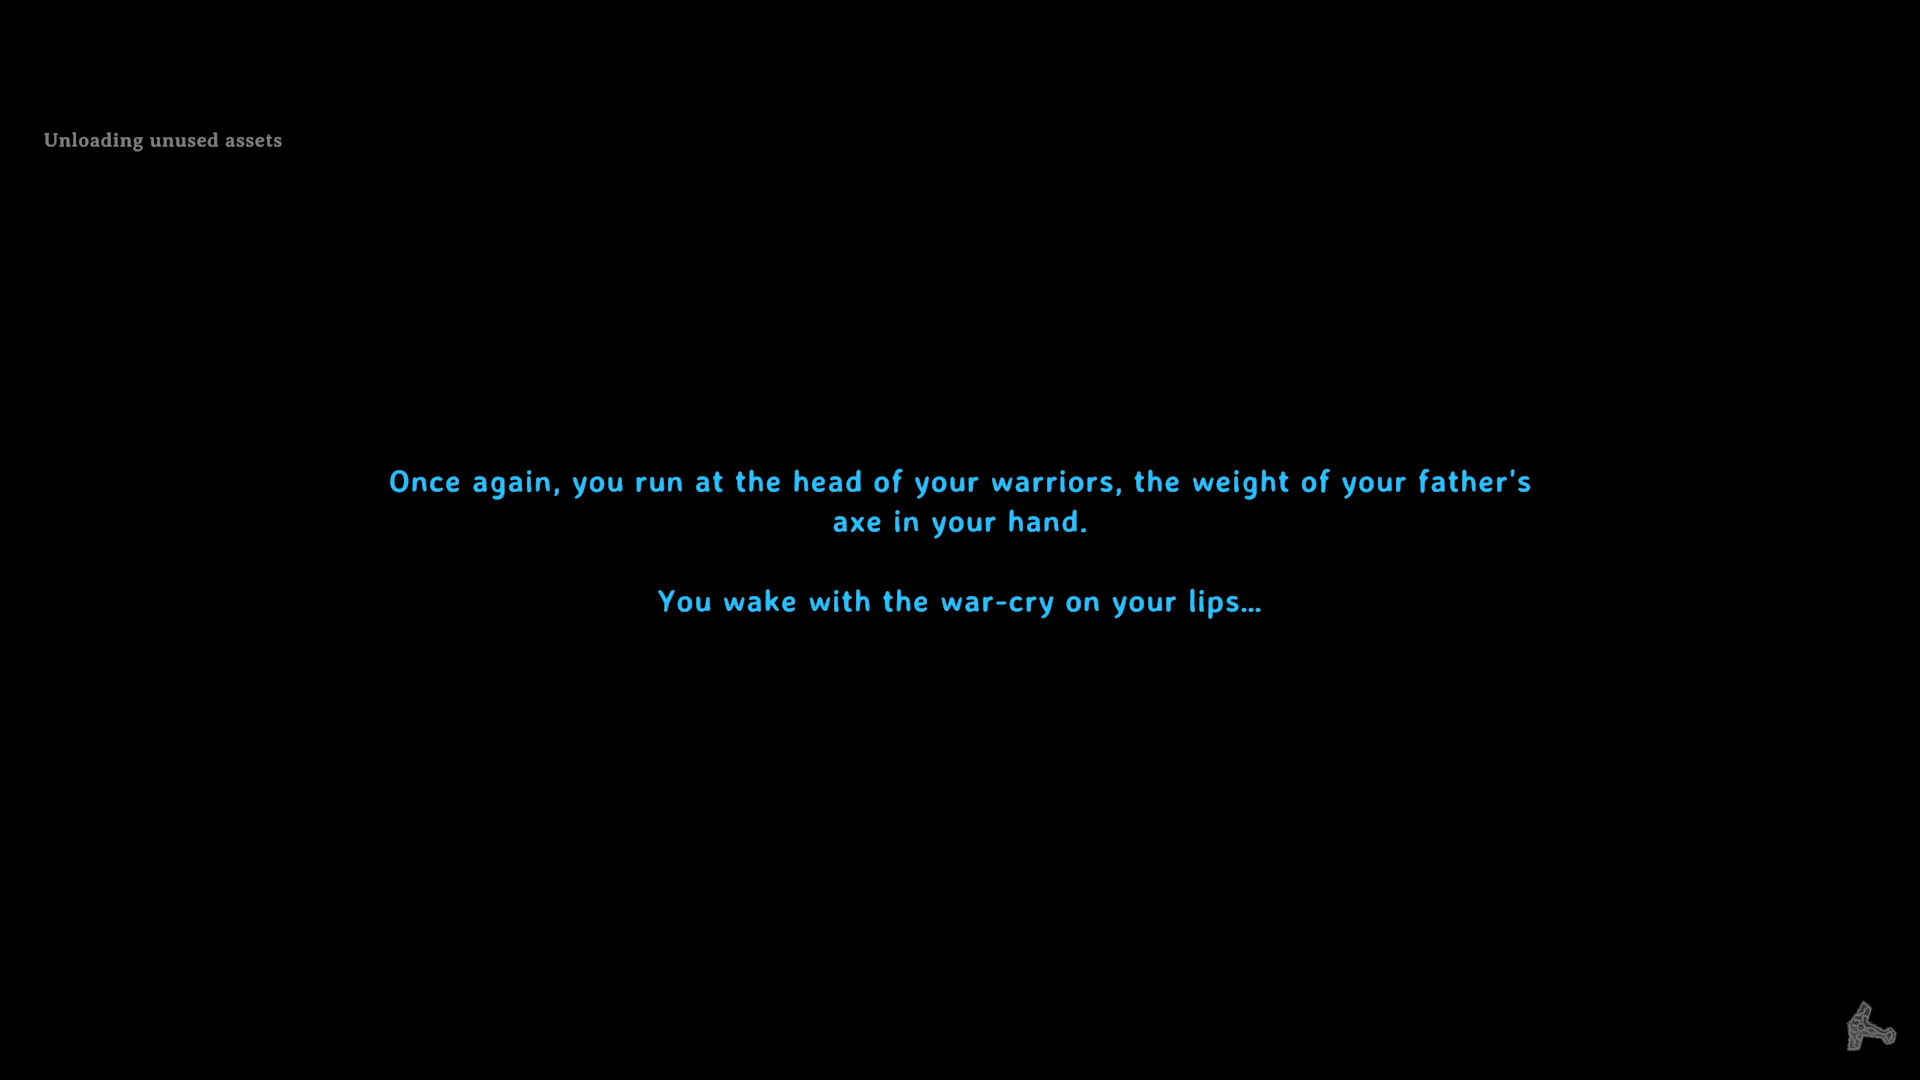 Unloading unused assets
Once again, you run at the head of your warriors, the weight of your father's
axe in your hand.
You wake with the war-cry on your lips...